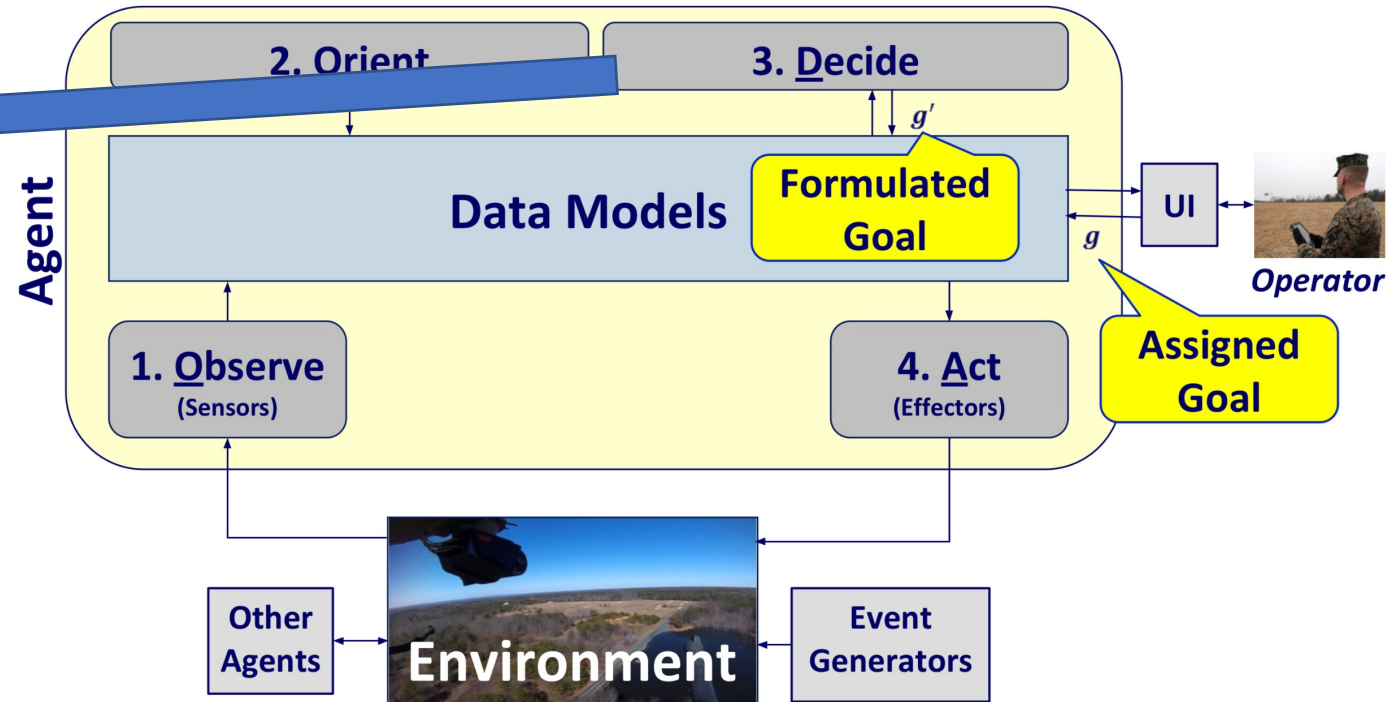 2. Orient
3. Decide
g′
Formulated
Goal
Data Models
Agent
UI
g
Operator
1. Observe
(Sensors)
4. Act
(Effectors)
Assigned
Goal
Other
Agents
Environment
Event
Generators